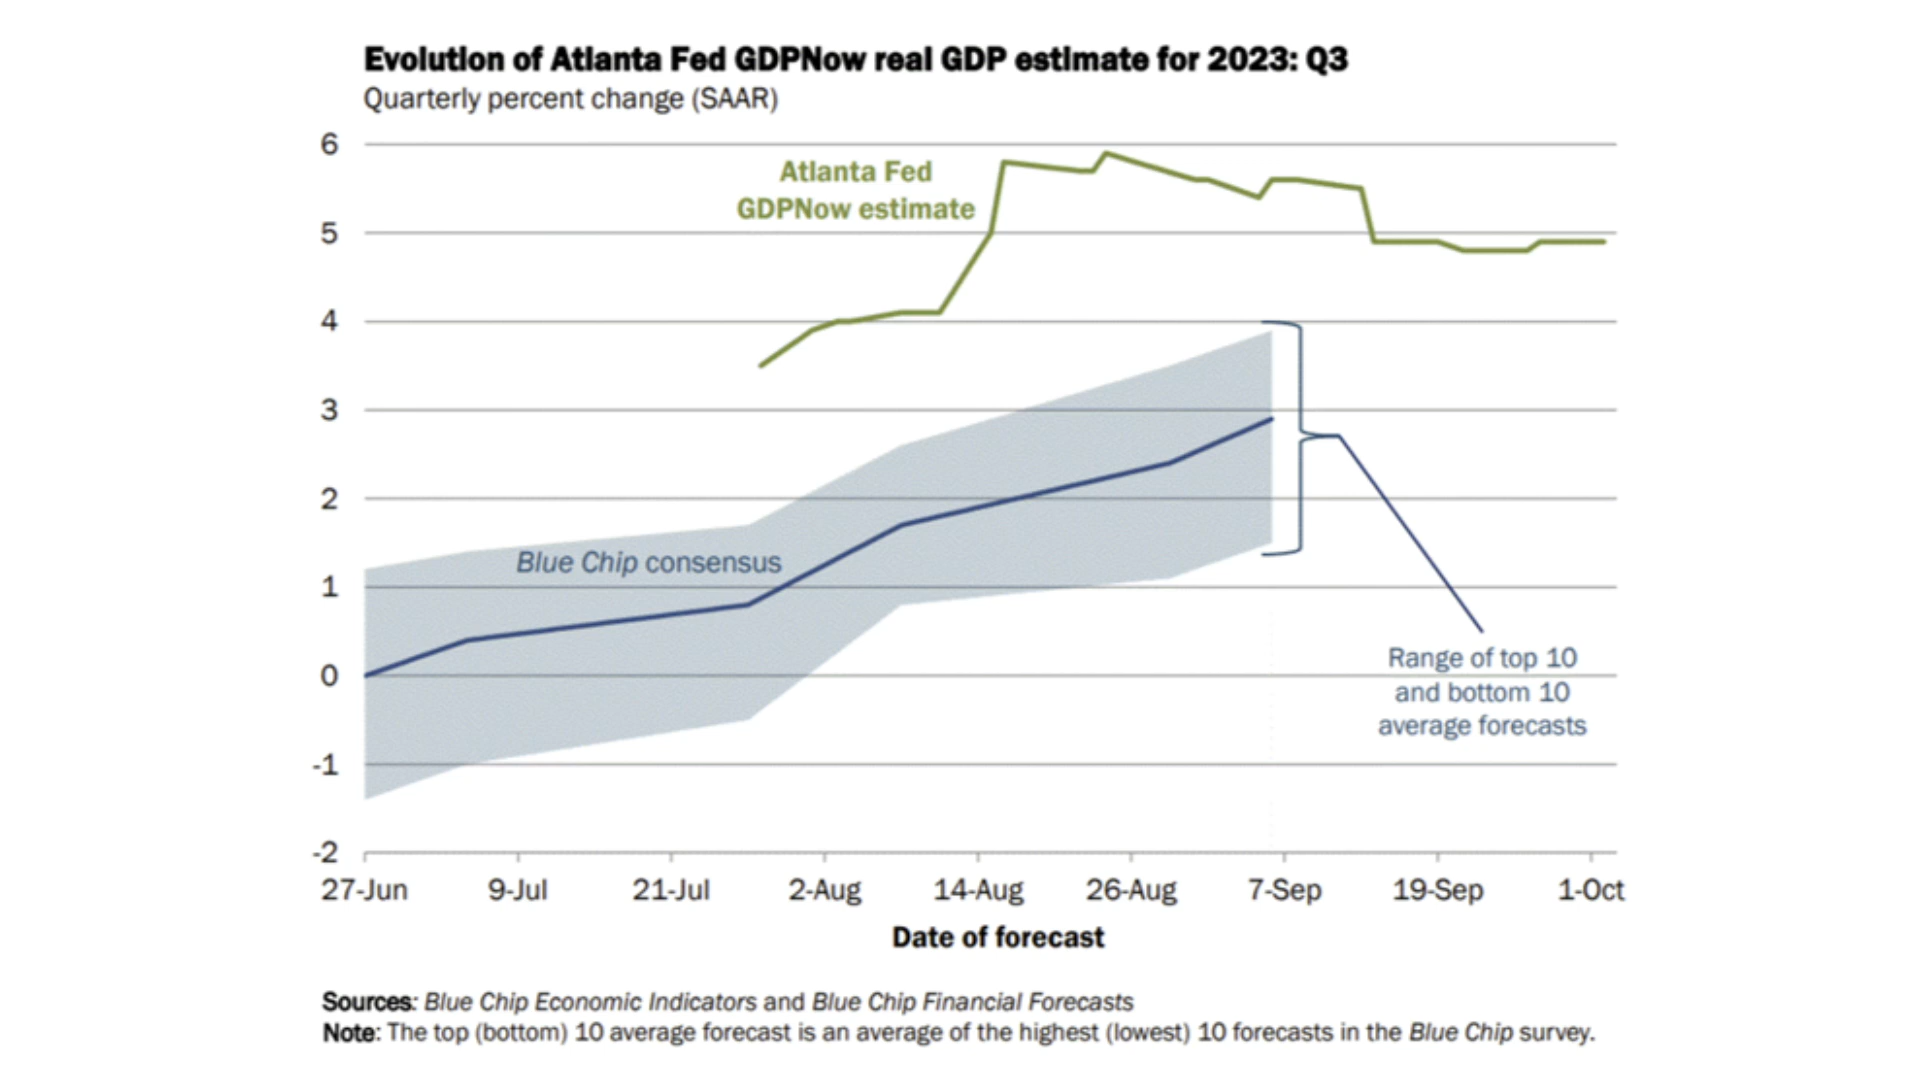 Evolution of Atlanta Fed GDPNow real GDP estimate for 2023: Q3
Quarterly percent change (SAAR)
6
5
4
3
2
1
0
-1
-2
Atlanta Fed
GDPNow estimate
Blue Chip consensus
Range of top 10
and bottom 10
average forecasts
27-Jun 9-Jul 21-Jul 2-Aug 14-Aug 26-Aug 7-Sep 19-Sep 1-Oct
Date of forecast
Sources: Blue Chip Economic Indicators and Blue Chip Financial Forecasts
Note: The top (bottom) 10 average forecast is an average of the highest (lowest) 10 forecasts in the Blue Chip survey.